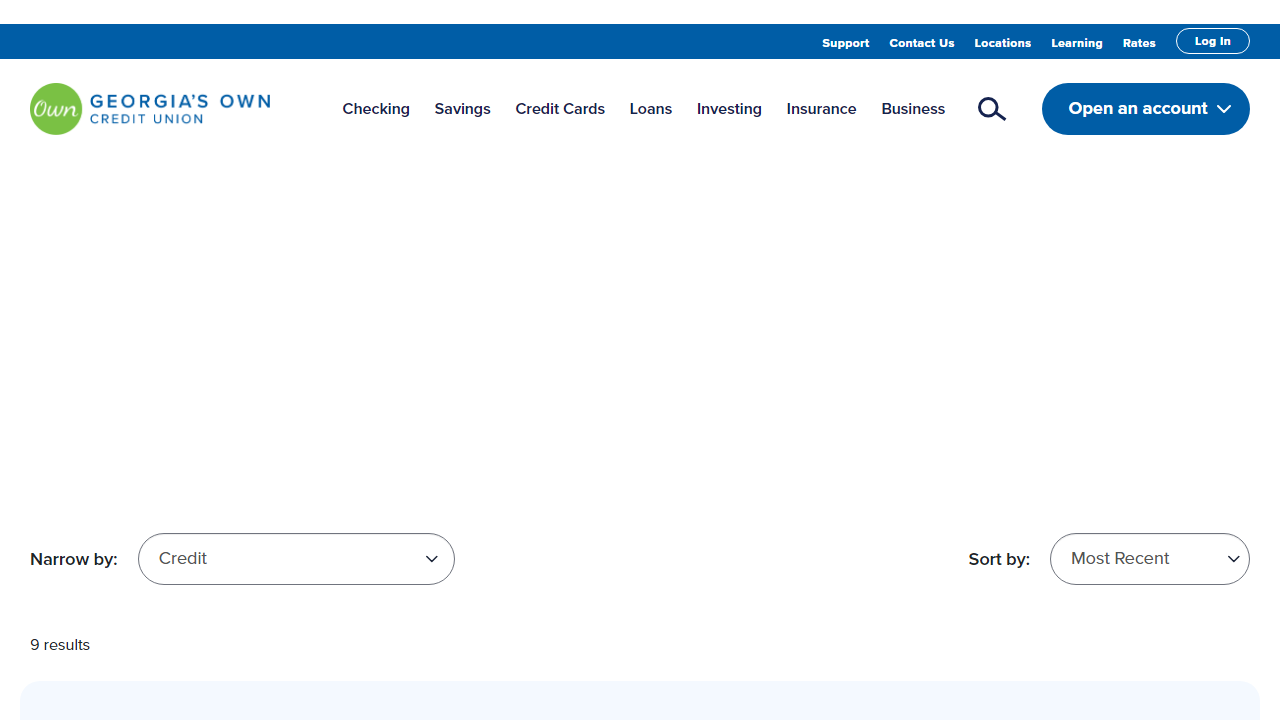 Support Contact Us Locations Learning Rates Log In
Own GEORGIA'S OWN CREDIT UNION
Checking Savings Credit Cards Loans Investing Insurance Business Open an account
Narrow by: Credit Sort by: Most Recent
9 results